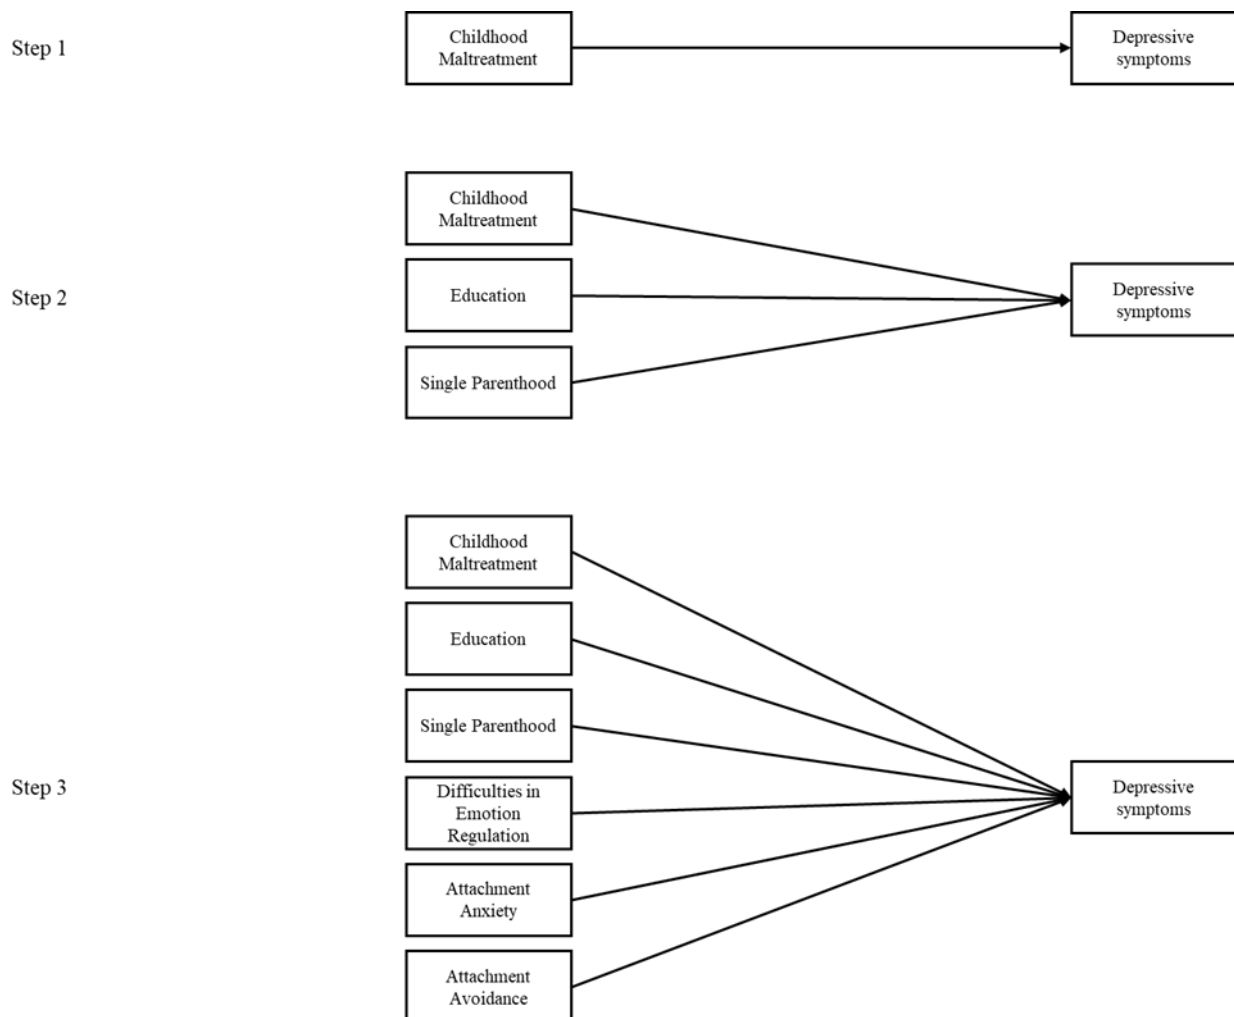 Step 1
Childhood
Maltreatment
Depressive
symptoms
Step 2
Childhood
Maltreatment
Education
Single Parenthood
Depressive
symptoms
Step 3
Childhood
Maltreatment
Education
Single Parenthood
Difficulties in
Emotion
Regulation
Attachment
Anxiety
Attachment
Avoidance
Depressive
symptoms